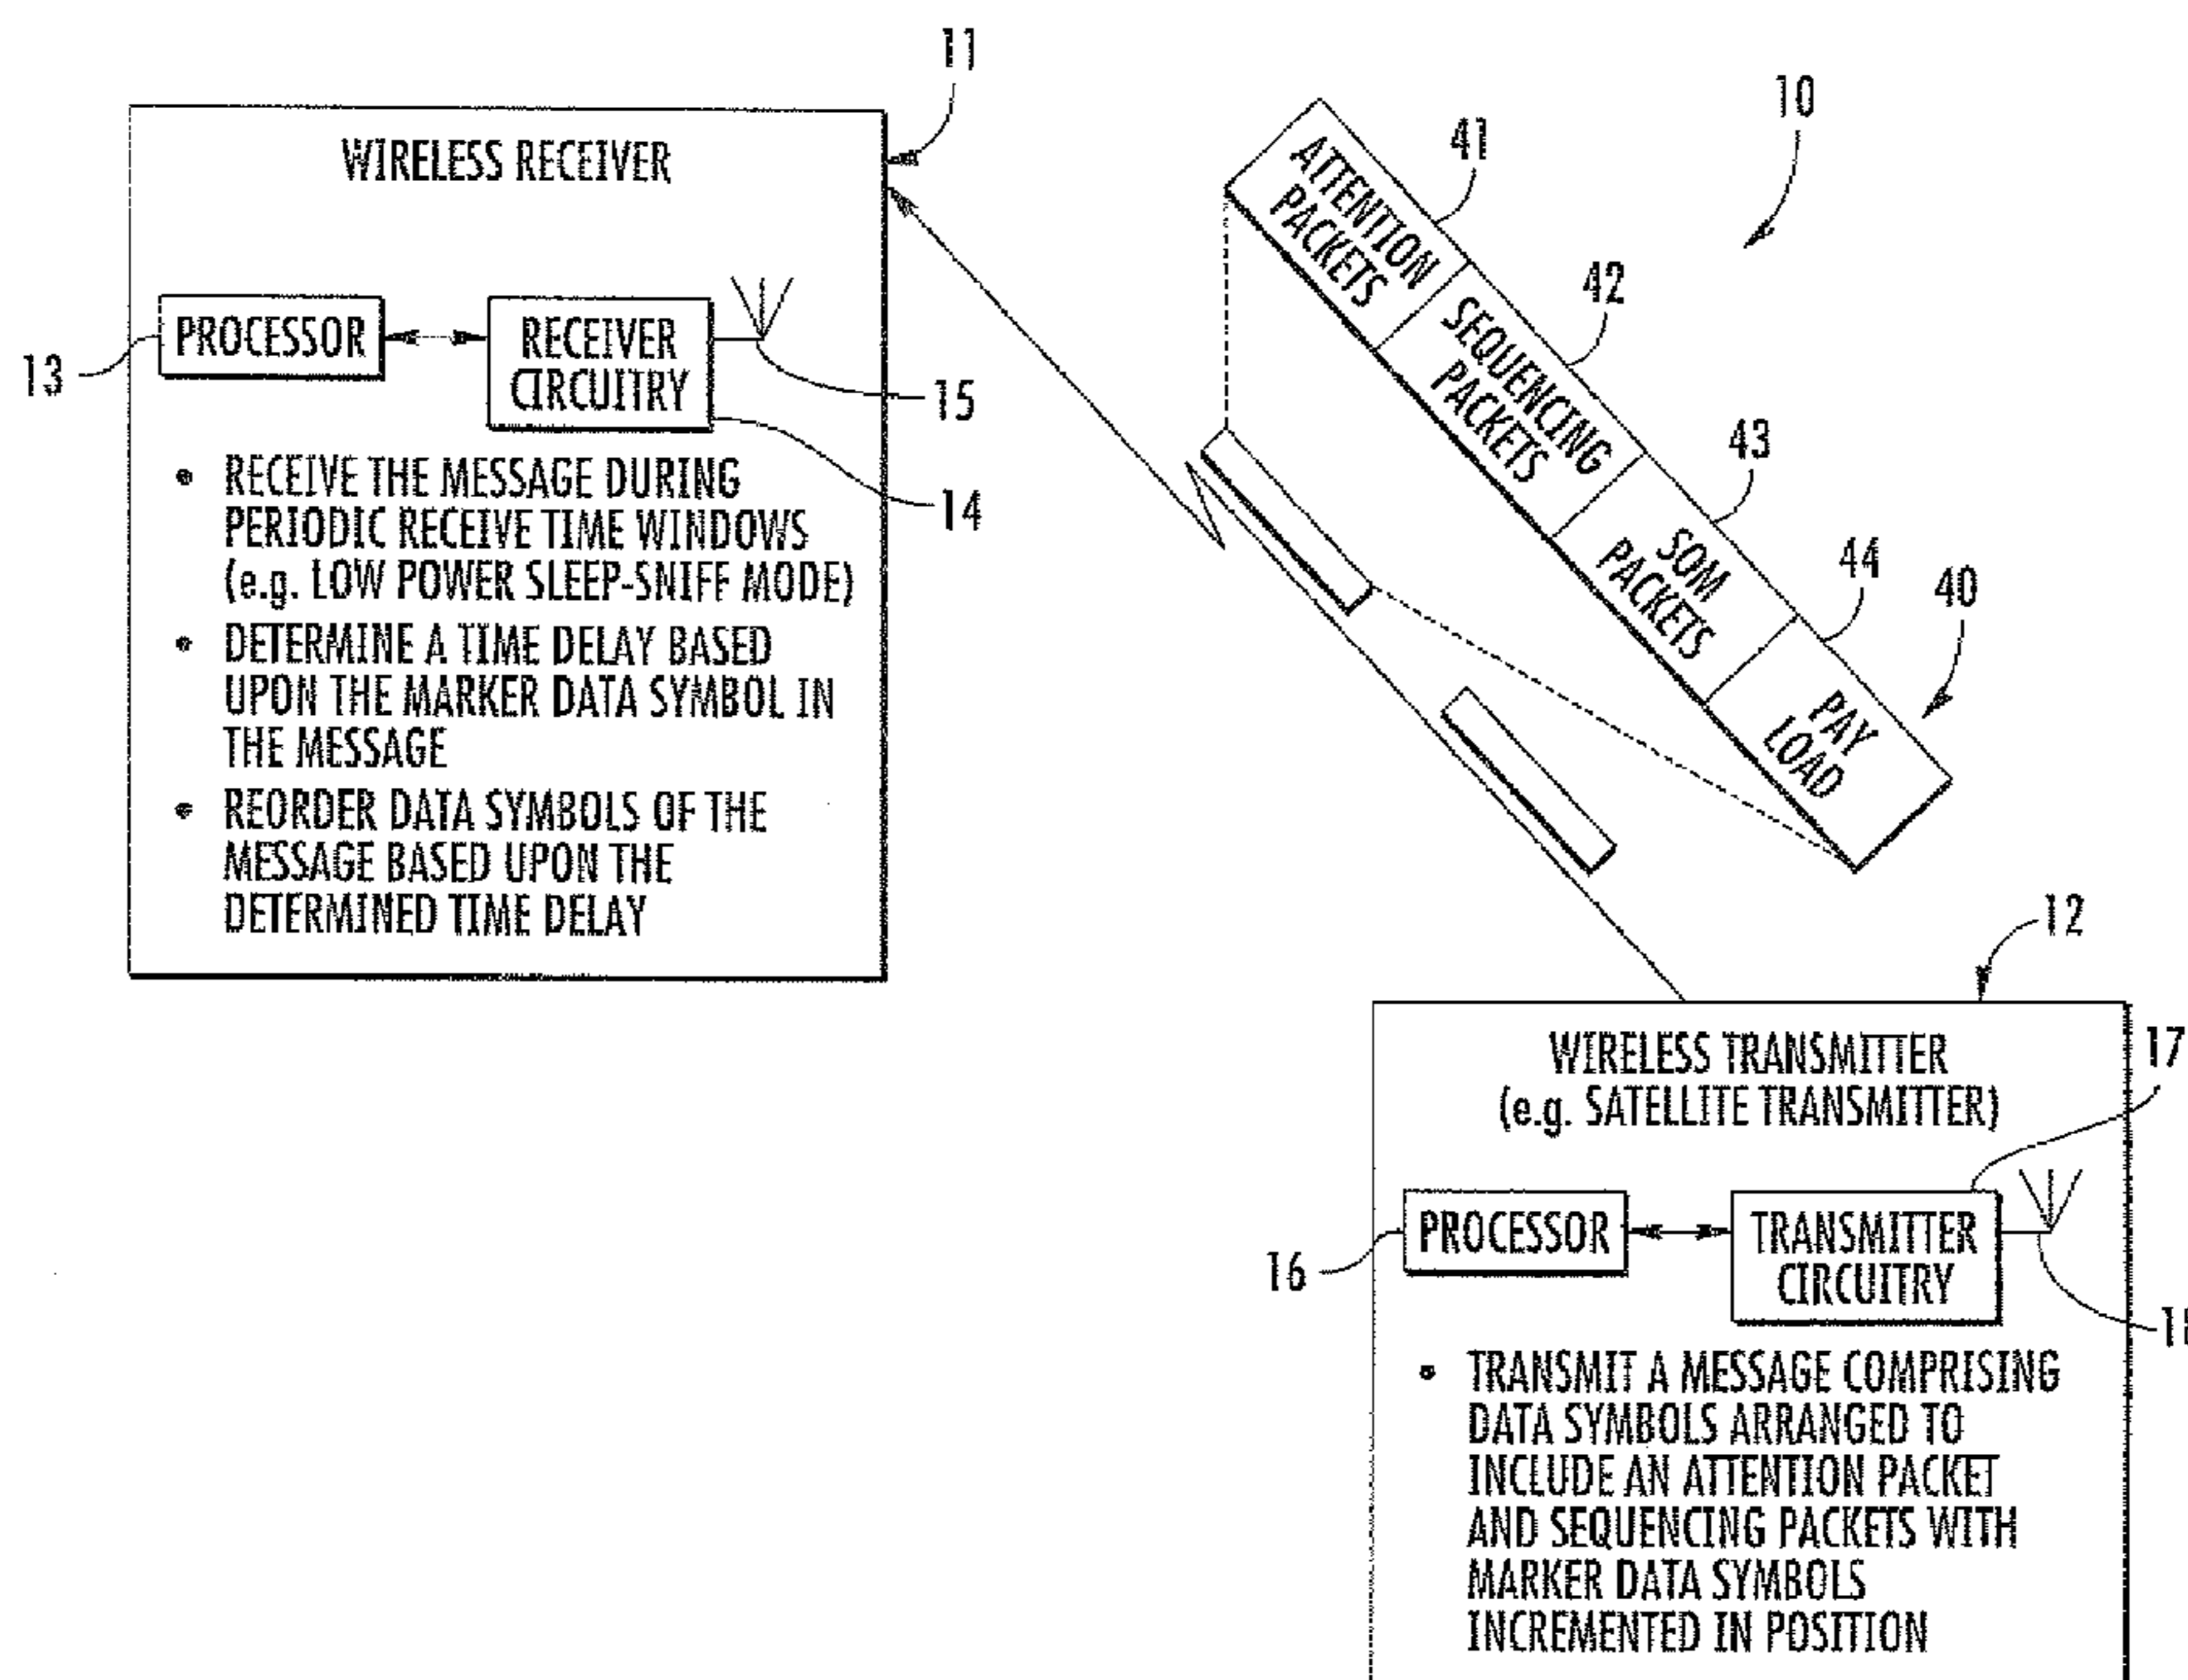 11
WIRELESS RECEIVER
PROCESSOR
RECEIVER
CIRCUITRY
13
15
14
• RECEIVE THE MESSAGE DURING
PERIODIC RECEIVE TIME WINDOWS
(e.g. LOW POWER SLEEP-SNIFF MODE)
• DETERMINE A TIME DELAY BASED
UPON THE MARKER DATA SYMBOL IN
THE MESSAGE
• REORDER DATA SYMBOLS OF THE
MESSAGE BASED UPON THE
DETERMINED TIME DELAY
10
41
ATTENTION
PACKETS
42
SEQUENCING
PACKETS
43
SOM
PACKETS
44
PAY
LOAD
40
12
WIRELESS TRANSMITTER
(e.g. SATELLITE TRANSMITTER)
17
PROCESSOR
TRANSMITTER
CIRCUITRY
16
• TRANSMIT A MESSAGE COMPRISING
DATA SYMBOLS ARRANGED TO
INCLUDE AN ATTENTION PACKET
AND SEQUENCING PACKETS WITH
MARKER DATA SYMBOLS
INCREMENTED IN POSITION